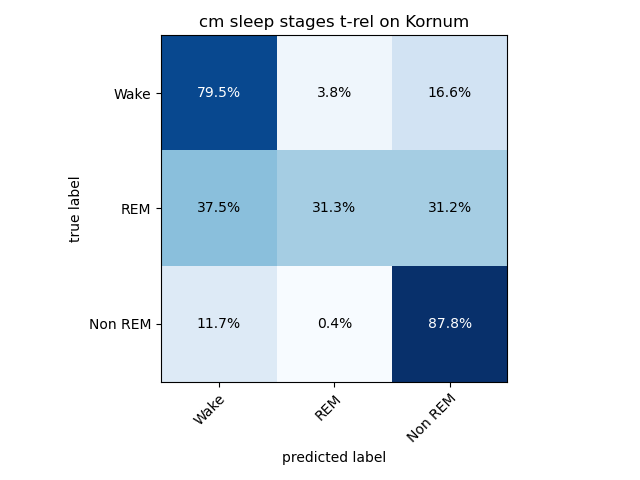 cm sleep stages t-rel on Kornum
true label
Wake
79.5%
3.8%
16.6%
REM
37.5%
31.3%
31.2%
Non REM
11.7%
0.4%
87.8%
Wake
REM
Non REM
predicted label